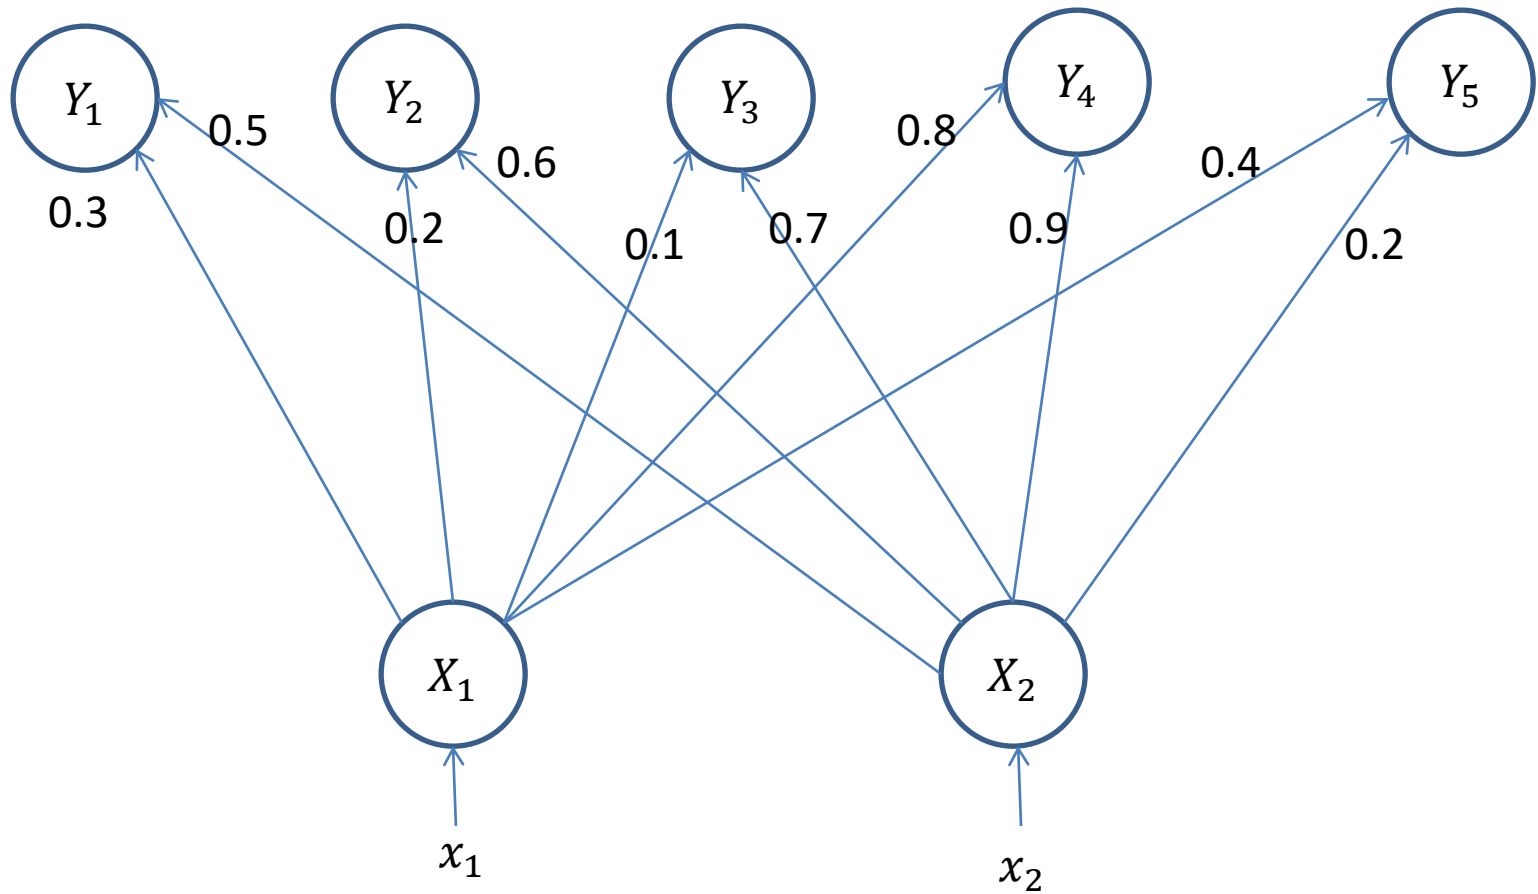 Y₁ Y₂ Y₃ Y₄ Y₅
0.5 0.8
0.6 0.4
0.3
0.2 0.7 0.9
0.1 0.2
X₁ X₂
x₁ x₂